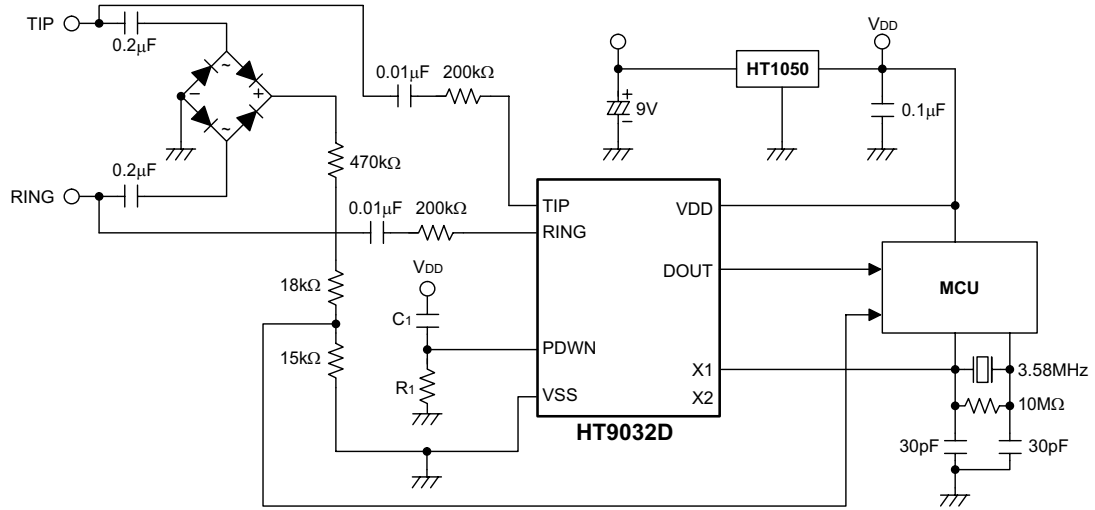 TIP
0.2μF
VDD
HT1050
0.01μF
200kΩ
9V
0.1μF
470kΩ
0.2μF
RING
0.01μF
200kΩ
TIP
VDD
RING
VDD
DOUT
MCU
18kΩ
C1
15kΩ
PDWN
X1
3.58MHz
R1
VSS
X2
10MΩ
HT9032D
30pF
30pF